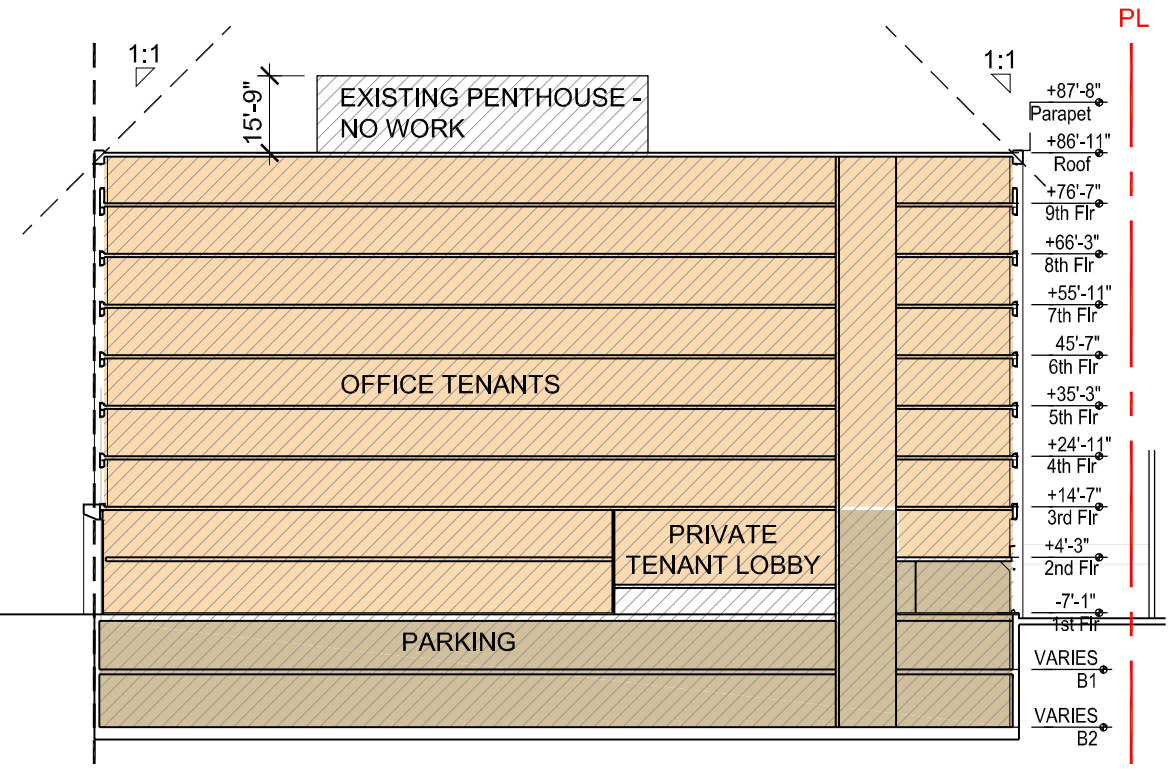 PL
1:1
1:1
15'-9"
EXISTING PENTHOUSE -
NO WORK
+87'-8"
Parapet
+86'-11"
Roof
+76'-7"
9th Flr
+66'-3"
8th Flr
+55'-11"
7th Flr
45'-7"
6th Flr
OFFICE TENANTS
+35'-3"
5th Flr
+24'-11"
4th Flr
+14'-7"
3rd Flr
PRIVATE
TENANT LOBBY
+4'-3"
2nd Flr
-7'-1"
1st Flr
PARKING
VARIES
B1
VARIES
B2